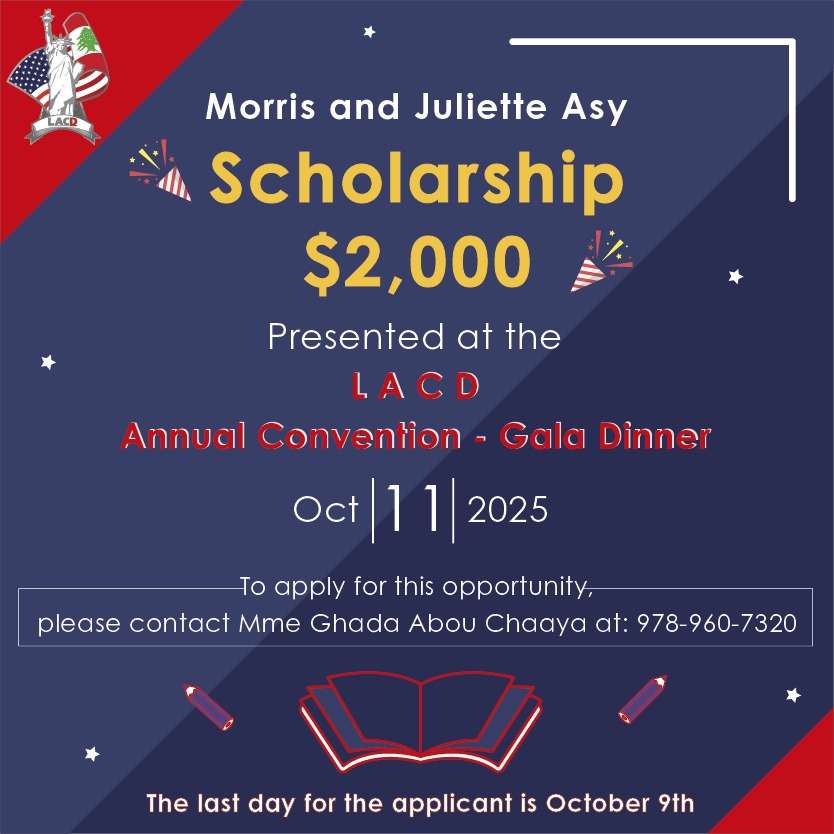 LACD
Morris and Juliette Asy
Scholarship
$2,000
Presented at the
L A C D
Annual Convention - Gala Dinner
Oct |11| 2025
To apply for this opportunity,
please contact Mme Ghada Abou Chaaya at: 978-960-7320
The last day for the applicant is October 9th